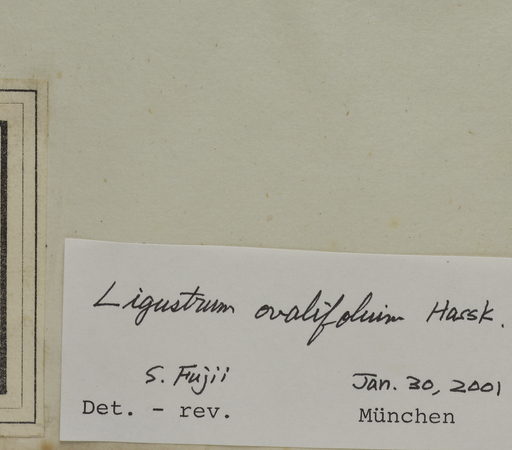 Ligustrum ovalifolium Hassk.
S. Fujii Jan. 30, 2001
Det. - rev. München